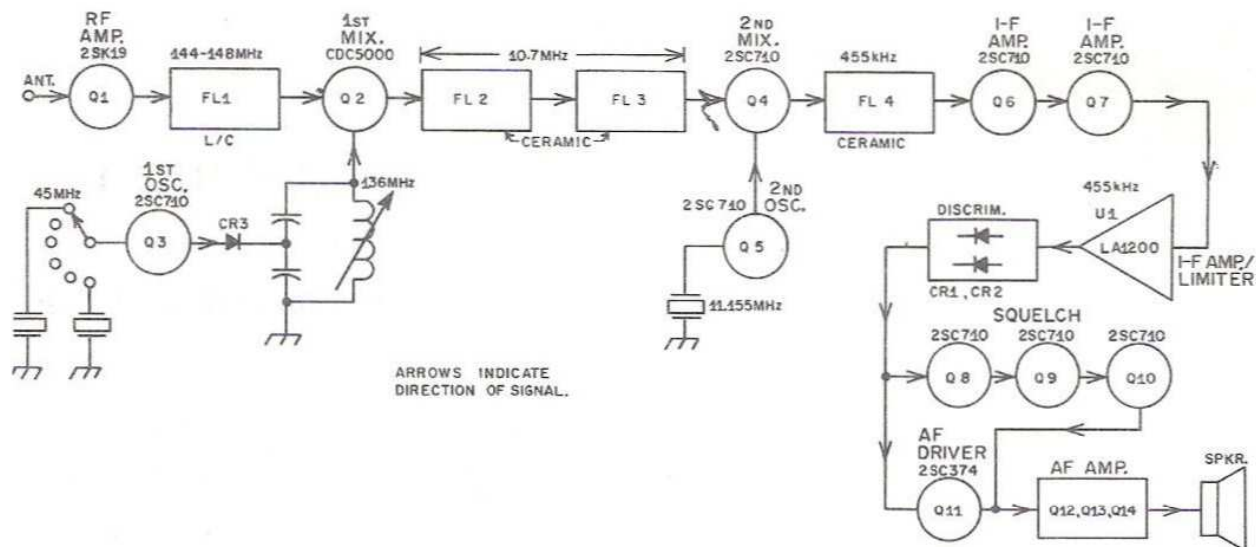 RF
AMP.
2SK19
144-148MHz
1ST
MIX.
CDC5000
10.7MHz
2ND
MIX.
2SC710
455kHz
I-F
AMP.
2SC710
I-F
AMP.
2SC710
ANT.
Q1
FL1
Q2
FL 2
FL 3
Q4
FL 4
Q6
Q7
L/C
CERAMIC
CERAMIC
1ST
OSC.
2SC710
45MHz
CR3
Q3
136MHz
2SC710
2ND
OSC.
Q5
11.155MHz
455kHz
U1
LA1200
I-F AMP./
LIMITER
DISCRIM.
CR1, CR2
SQUELCH
2SC710
2SC710
2SC710
Q8
Q9
Q10
ARROWS INDICATE
DIRECTION OF SIGNAL.
AF
DRIVER
2SC374
Q11
AF AMP.
Q12,Q13,Q14
SPKR.